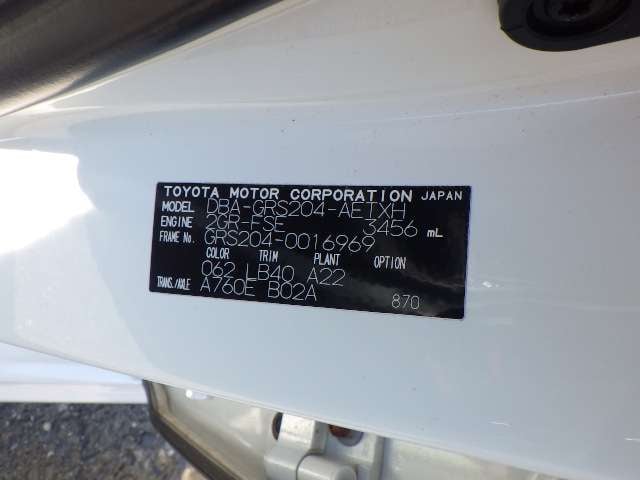 TOYOTA MOTOR CORPORATION JAPAN
MODEL DBA-GRS204-AETXH
ENGINE 2GR-FSE 3456 mL
FRAME No. GRS204-0016969
COLOR TRIM PLANT OPTION
062 LB40 A22
TRANS./AXLE A760E B02A 870